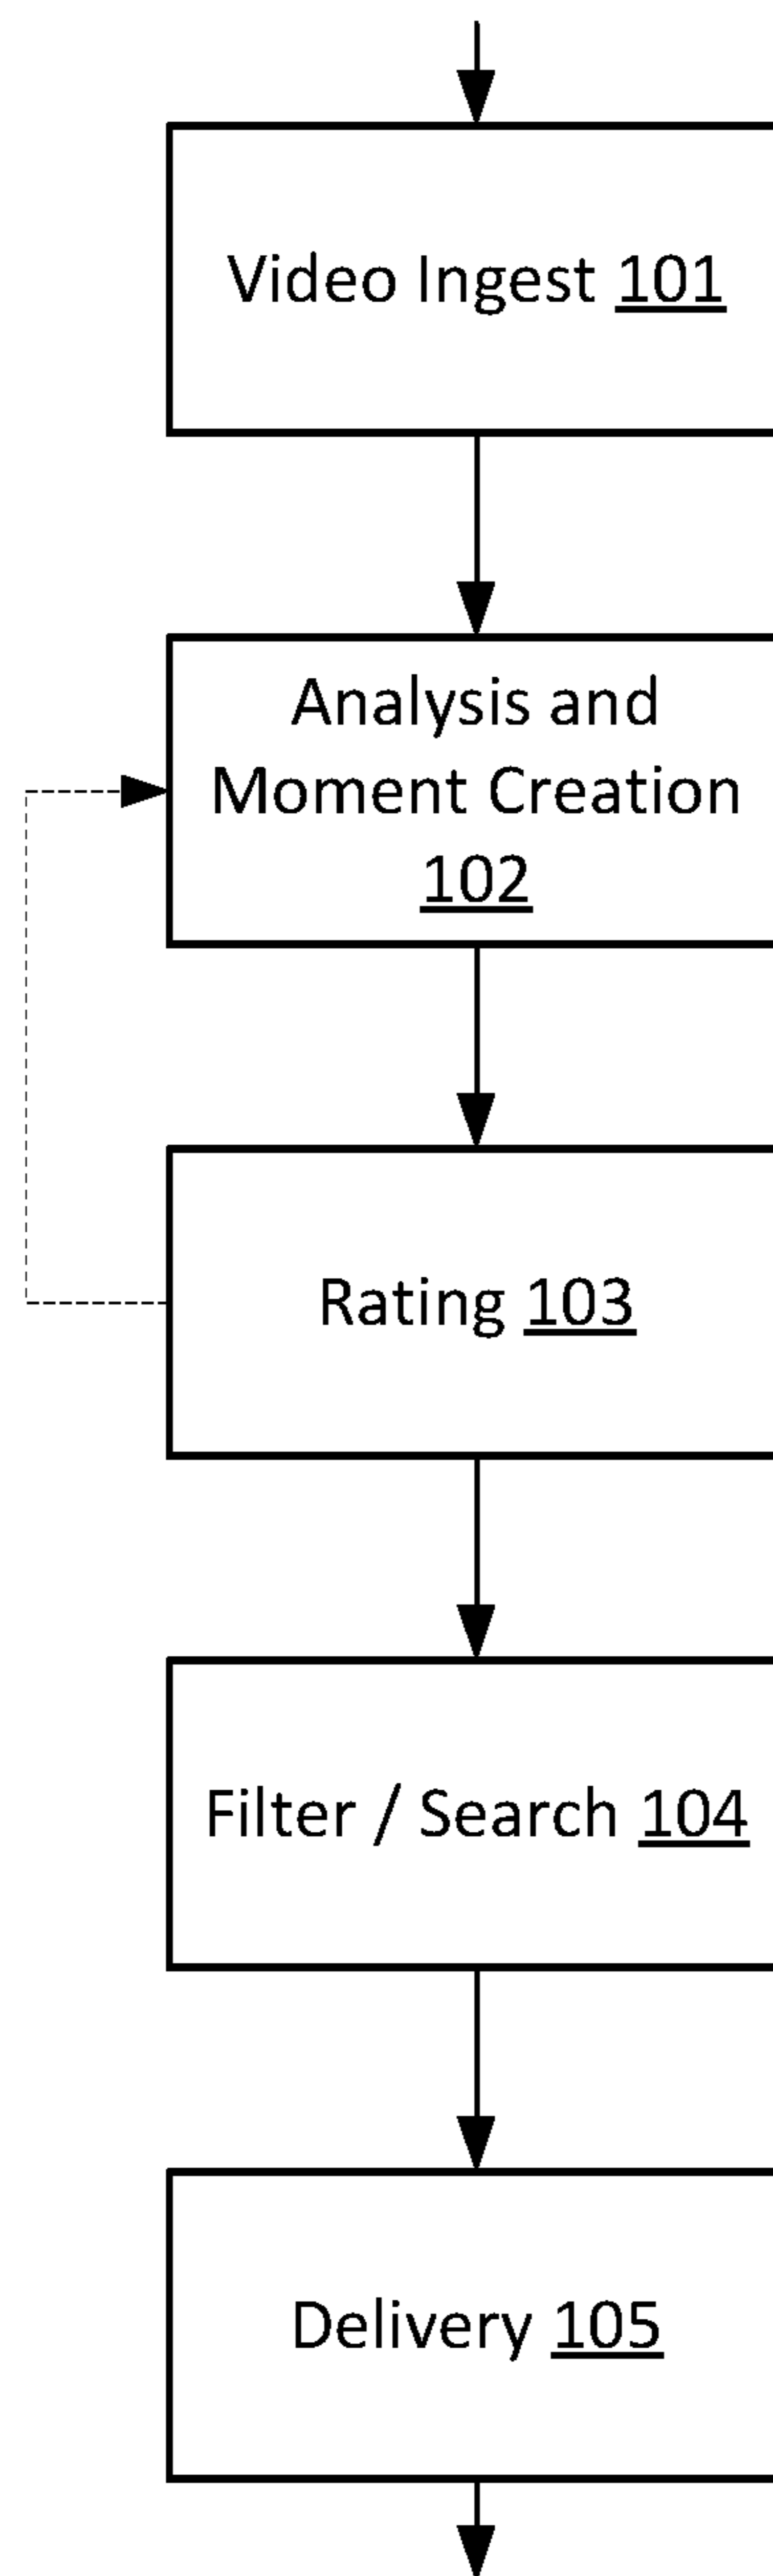 Video Ingest 101
Analysis and
Moment Creation
102
Rating 103
Filter / Search 104
Delivery 105